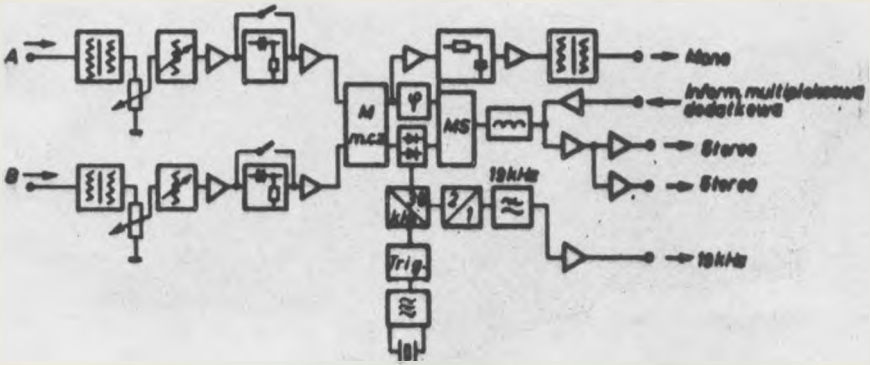 A
B
M
m.cz.
φ
MS
38
kHz
2
1
19kHz
Trig.
Mono
Inform. multipleksowa
dodatkowa
Stereo
Stereo
19kHz